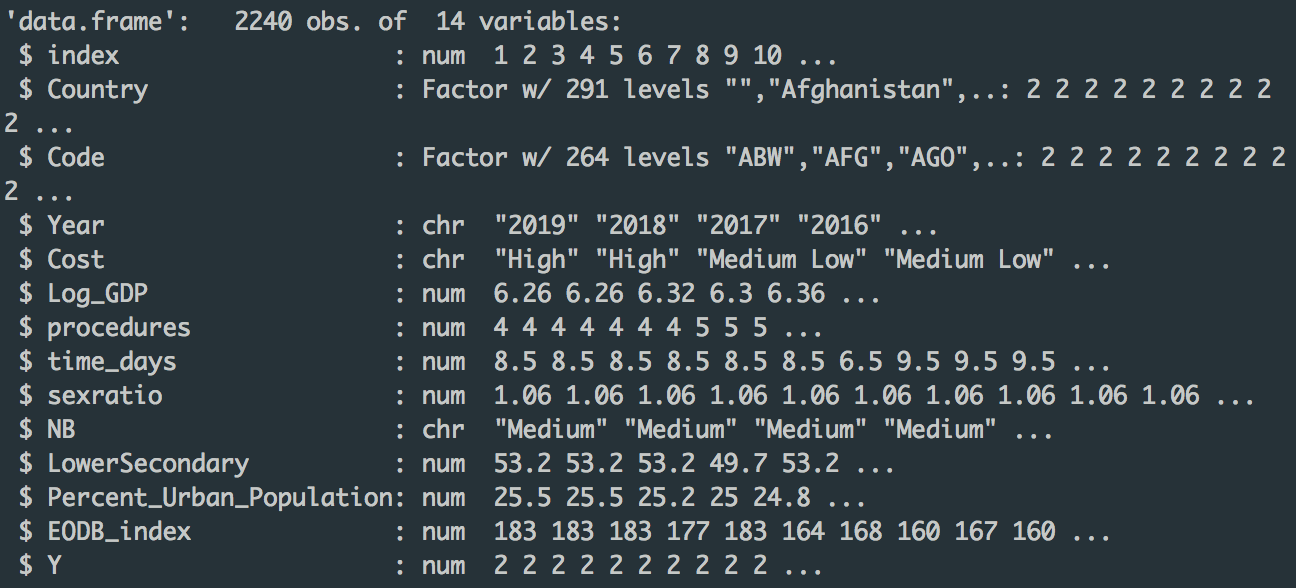 'data.frame':   2240 obs. of  14 variables:
 $ index                   : num  1 2 3 4 5 6 7 8 9 10 ...
 $ Country                 : Factor w/ 291 levels "","Afghanistan",..: 2 2 2 2 2 2 2 2 2
2 ...
 $ Code                    : Factor w/ 264 levels "ABW","AFG","AGO",..: 2 2 2 2 2 2 2 2 2
2 ...
 $ Year                    : chr  "2019" "2018" "2017" "2016" ...
 $ Cost                    : chr  "High" "High" "Medium Low" "Medium Low" ...
 $ Log_GDP                 : num  6.26 6.26 6.32 6.3 6.36 ...
 $ procedures              : num  4 4 4 4 4 4 4 5 5 5 ...
 $ time_days               : num  8.5 8.5 8.5 8.5 8.5 8.5 6.5 9.5 9.5 9.5 ...
 $ sexratio                : num  1.06 1.06 1.06 1.06 1.06 1.06 1.06 1.06 1.06 1.06 ...
 $ NB                      : chr  "Medium" "Medium" "Medium" "Medium" ...
 $ LowerSecondary          : num  53.2 53.2 53.2 49.7 53.2 ...
 $ Percent_Urban_Population: num  25.5 25.5 25.2 25 24.8 ...
 $ EODB_index              : num  183 183 183 177 183 164 168 160 167 160 ...
 $ Y                       : num  2 2 2 2 2 2 2 2 2 2 ...